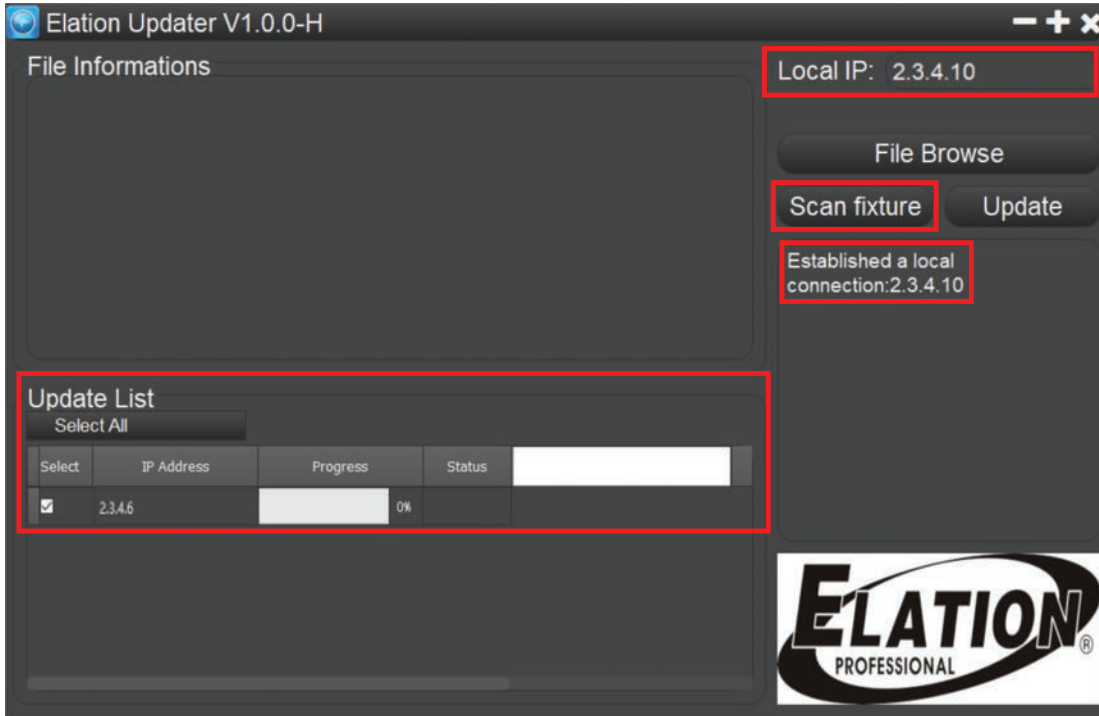 Elation Updater V1.0.0-H
File Informations
Local IP: 2.3.4.10
File Browse
Scan fixture Update
Established a local
connection:2.3.4.10
Update List
Select All
Select IP Address Progress Status
2.3.4.6 0%
ELATION®
PROFESSIONAL